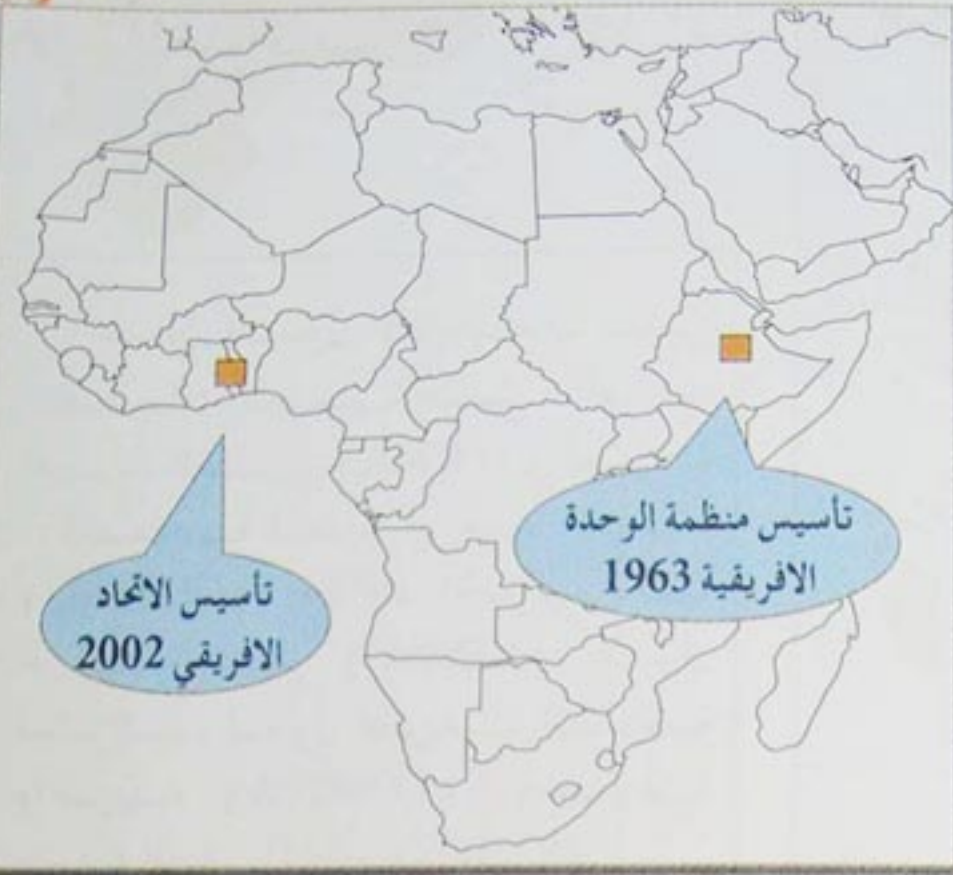 تأسيس منظمة الوحدة
الافريقية 1963
تأسيس الاتحاد
الافريقي 2002